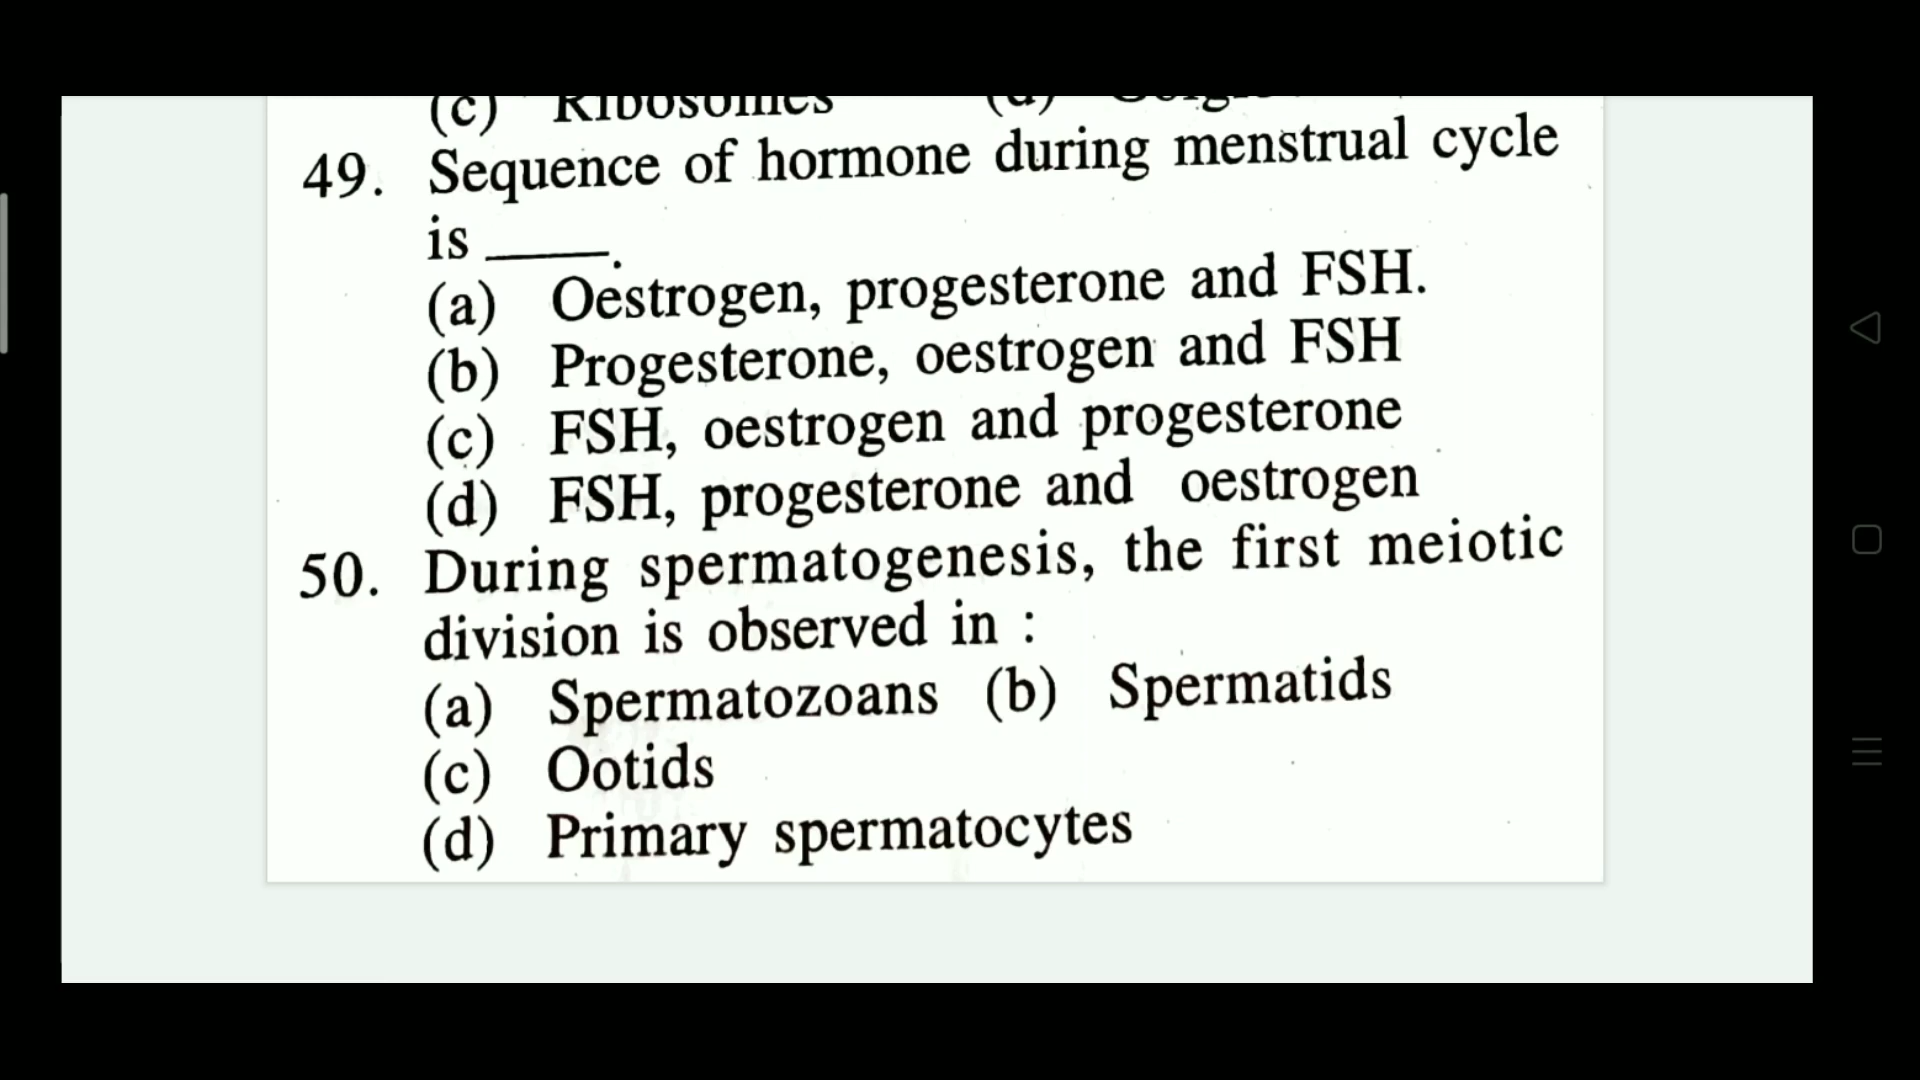 (c) Ribosomes (d)
49. Sequence of hormone during menstrual cycle
is ____.
(a) Oestrogen, progesterone and FSH.
(b) Progesterone, oestrogen and FSH
(c) FSH, oestrogen and progesterone
(d) FSH, progesterone and oestrogen
50. During spermatogenesis, the first meiotic
division is observed in :
(a) Spermatozoans (b) Spermatids
(c) Ootids
(d) Primary spermatocytes